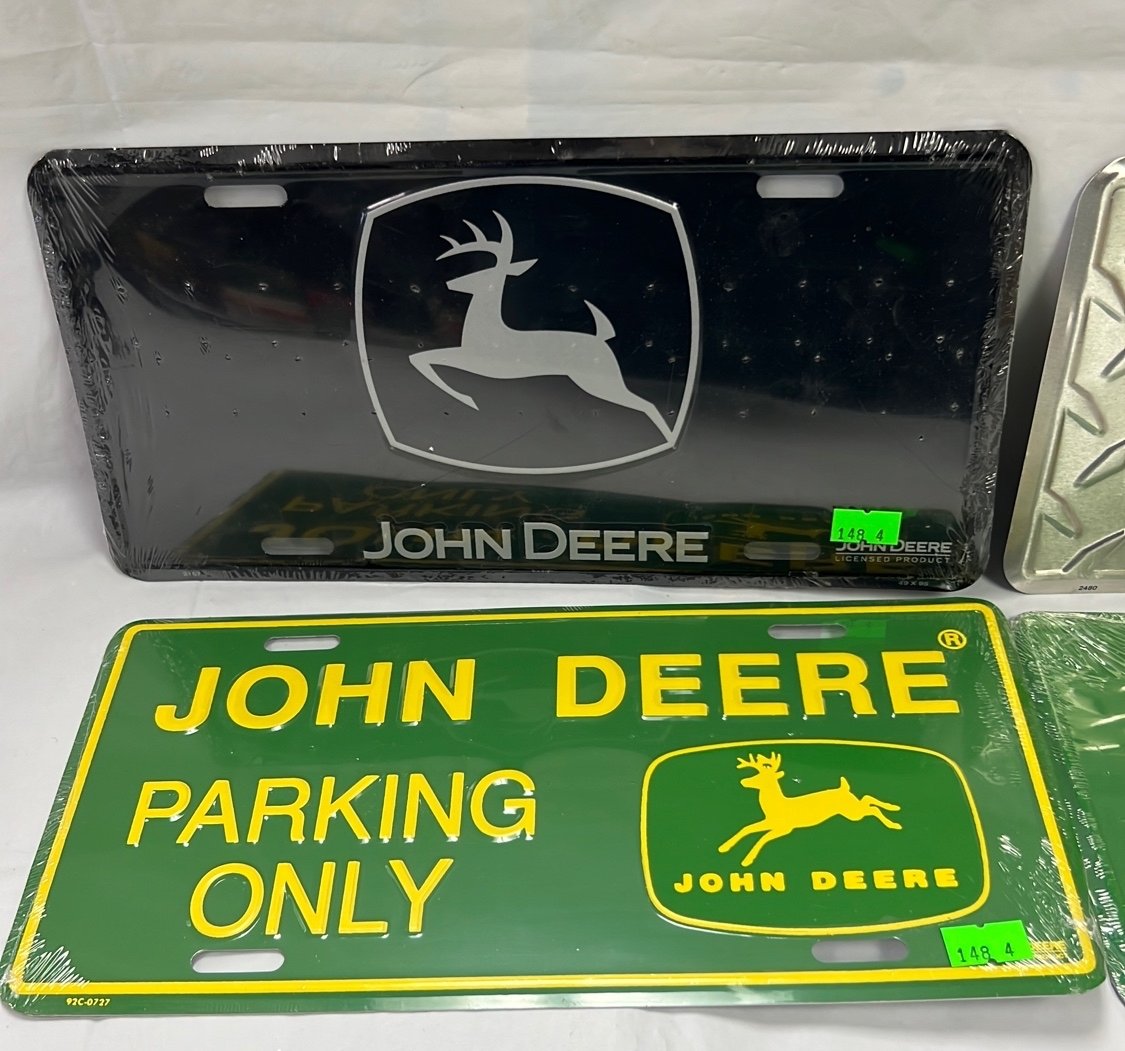 JOHN DEERE
148 4
JOHN DEERE
LICENSED PRODUCT
2480
JOHN DEERE®
PARKING
ONLY
JOHN DEERE
148 4
92C-0727